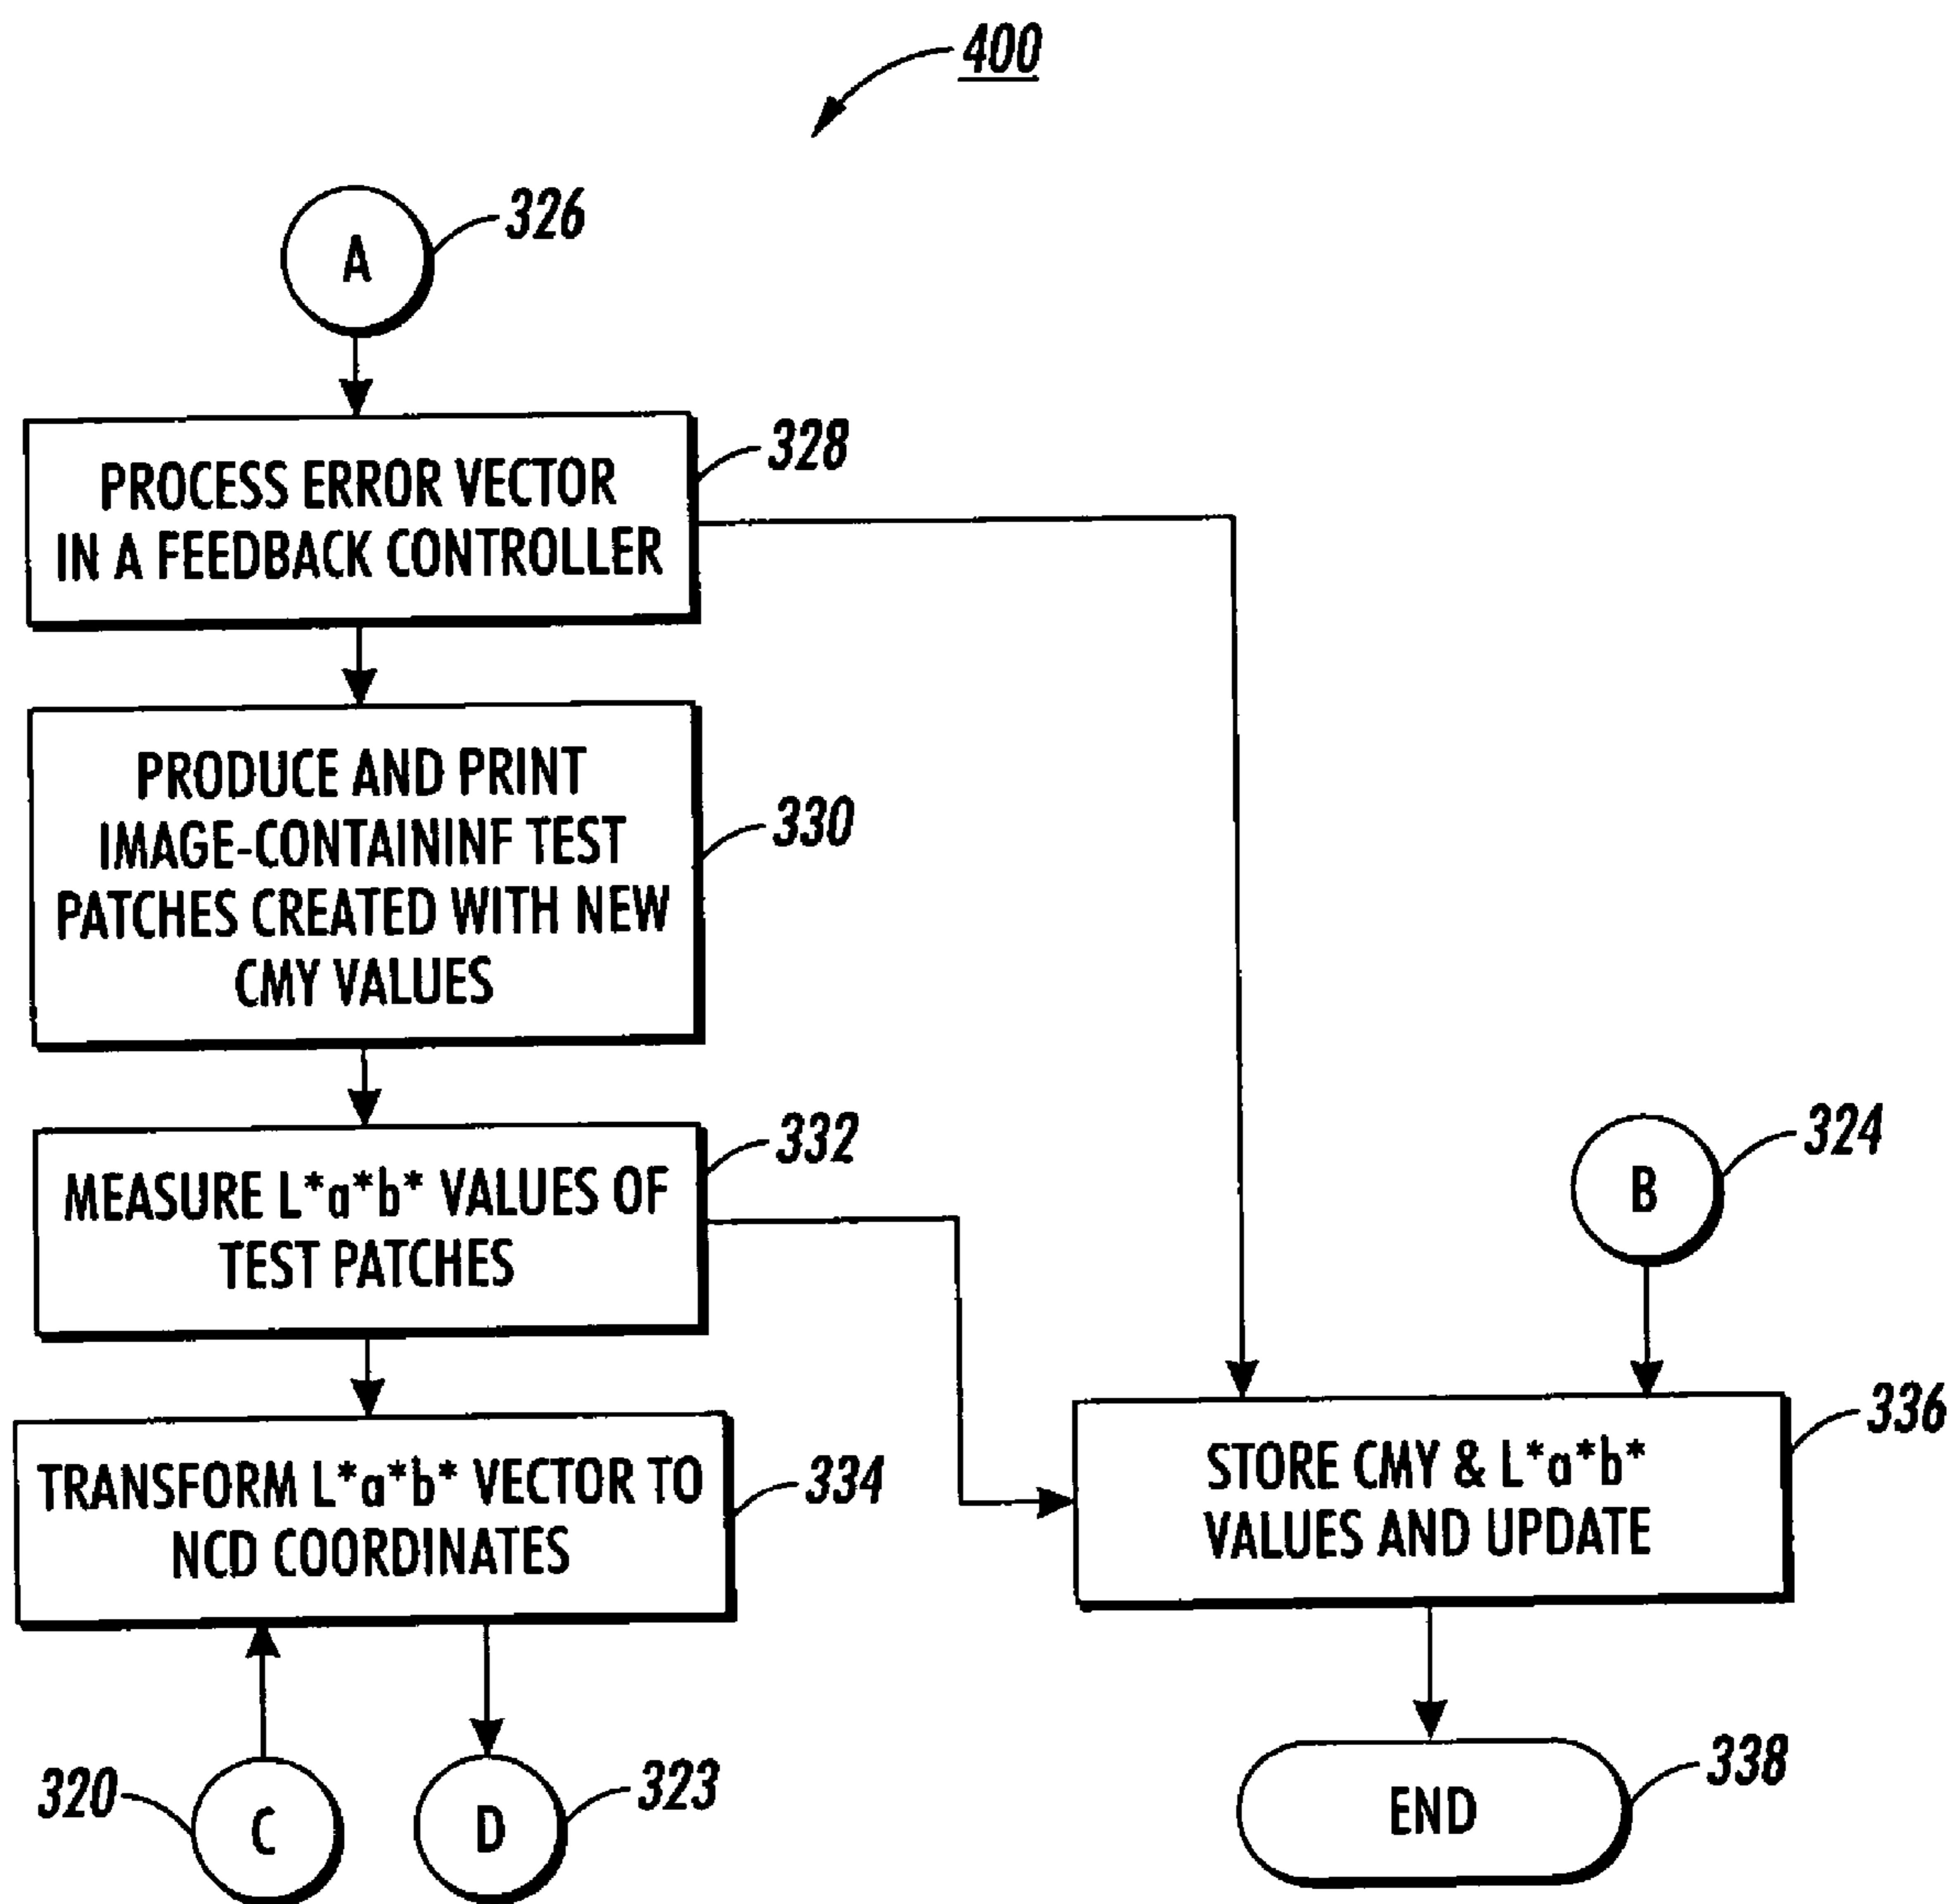 400
A
326
PROCESS ERROR VECTOR
IN A FEEDBACK CONTROLLER
328
PRODUCE AND PRINT
IMAGE-CONTAININF TEST
PATCHES CREATED WITH NEW
CMY VALUES
330
MEASURE L*a*b* VALUES OF
TEST PATCHES
332
B
324
TRANSFORM L*a*b* VECTOR TO
NCD COORDINATES
334
STORE CMY & L*a*b*
VALUES AND UPDATE
336
320
C
D
323
END
338